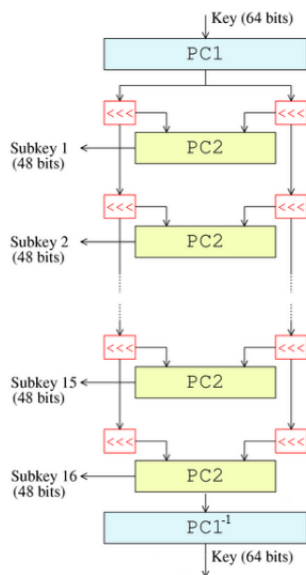 Key (64 bits)
PC1
<<< <<<
Subkey 1
(48 bits)
PC2
<<< <<<
Subkey 2
(48 bits)
PC2
<<< <<<
Subkey 15
(48 bits)
PC2
<<< <<<
Subkey 16
(48 bits)
PC2
PC1⁻¹
Key (64 bits)